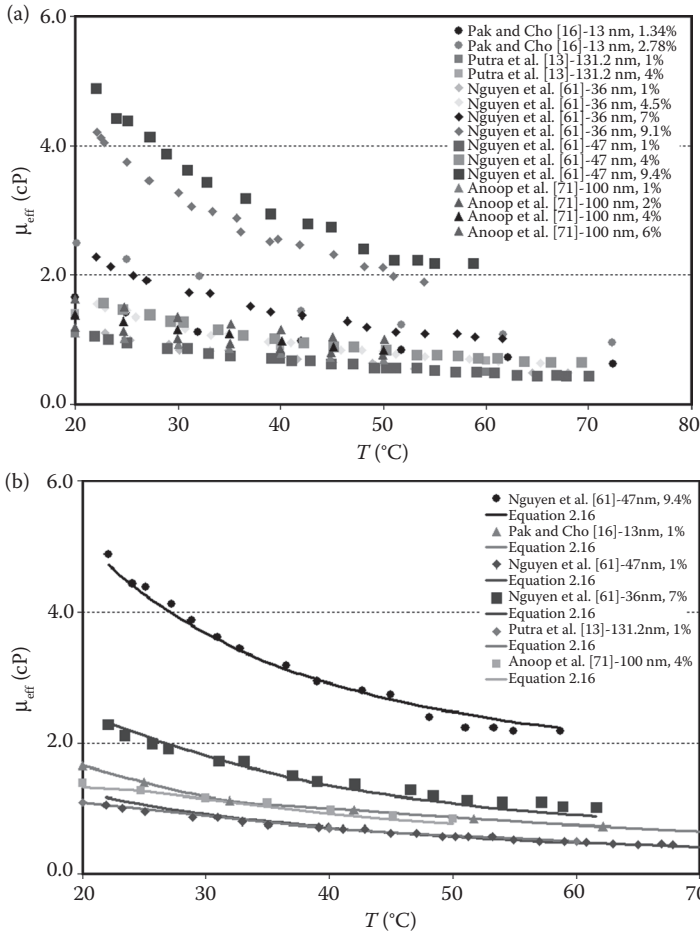 (a)
6.0
4.0
2.0
0.0
μeff (cP)
Pak and Cho [16]-13 nm, 1.34%
Pak and Cho [16]-13 nm, 2.78%
Putra et al. [13]-131.2 nm, 1%
Putra et al. [13]-131.2 nm, 4%
Nguyen et al. [61]-36 nm, 1%
Nguyen et al. [61]-36 nm, 4.5%
Nguyen et al. [61]-36 nm, 7%
Nguyen et al. [61]-36 nm, 9.1%
Nguyen et al. [61]-47 nm, 1%
Nguyen et al. [61]-47 nm, 4%
Nguyen et al. [61]-47 nm, 9.4%
Anoop et al. [71]-100 nm, 1%
Anoop et al. [71]-100 nm, 2%
Anoop et al. [71]-100 nm, 4%
Anoop et al. [71]-100 nm, 6%
20 30 40 50 60 70 80
T (°C)
(b)
6.0
4.0
2.0
0.0
μeff (cP)
Nguyen et al. [61]-47nm, 9.4%
Equation 2.16
Pak and Cho [16]-13nm, 1%
Equation 2.16
Nguyen et al. [61]-47nm, 1%
Equation 2.16
Nguyen et al. [61]-36nm, 7%
Equation 2.16
Putra et al. [13]-131.2nm, 1%
Equation 2.16
Anoop et al. [71]-100 nm, 4%
Equation 2.16
20 30 40 50 60 70
T (°C)